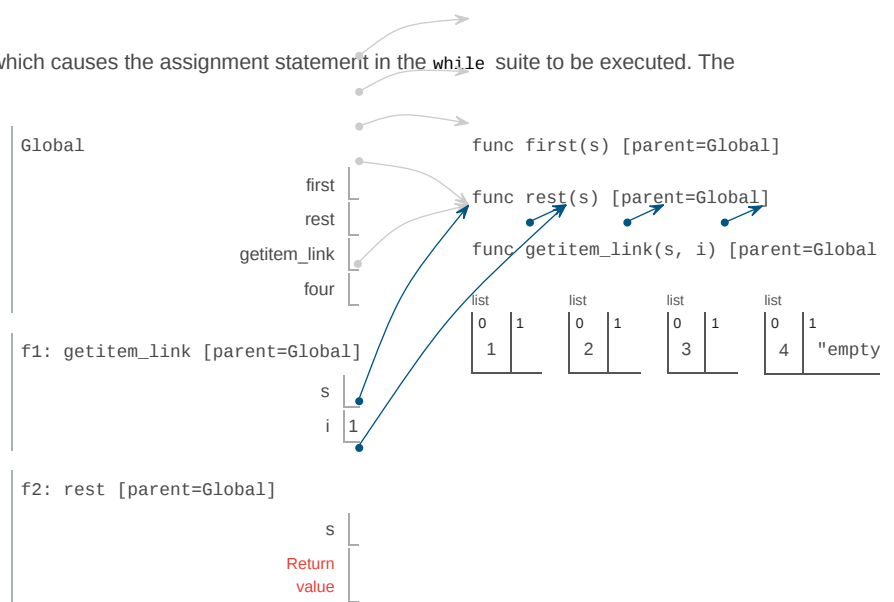 which causes the assignment statement in the while suite to be executed. The
Global
first
rest
getitem_link
four
func first(s) [parent=Global]
func rest(s) [parent=Global]
func getitem_link(s, i) [parent=Global
list list list list
0 1 0 1 0 1 0 1
1 2 3 4 "empty
f1: getitem_link [parent=Global]
s
i 1
f2: rest [parent=Global]
s
Return
value